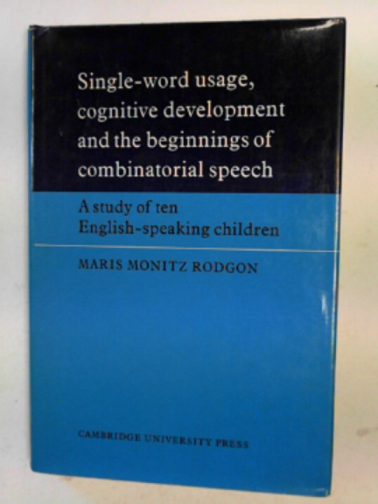 Single-word usage,
cognitive development
and the beginnings of
combinatorial speech
A study of ten
English-speaking children
MARIS MONITZ RODGON
CAMBRIDGE UNIVERSITY PRESS